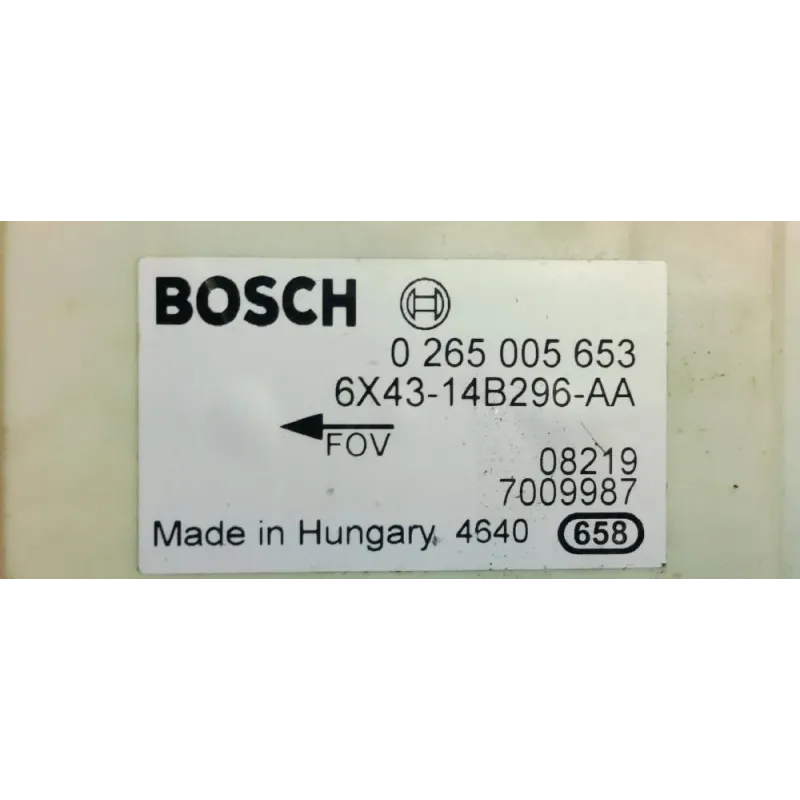 BOSCH
0 265 005 653
6X43-14B296-AA
FOV
08219
7009987
Made in Hungary, 4640 658